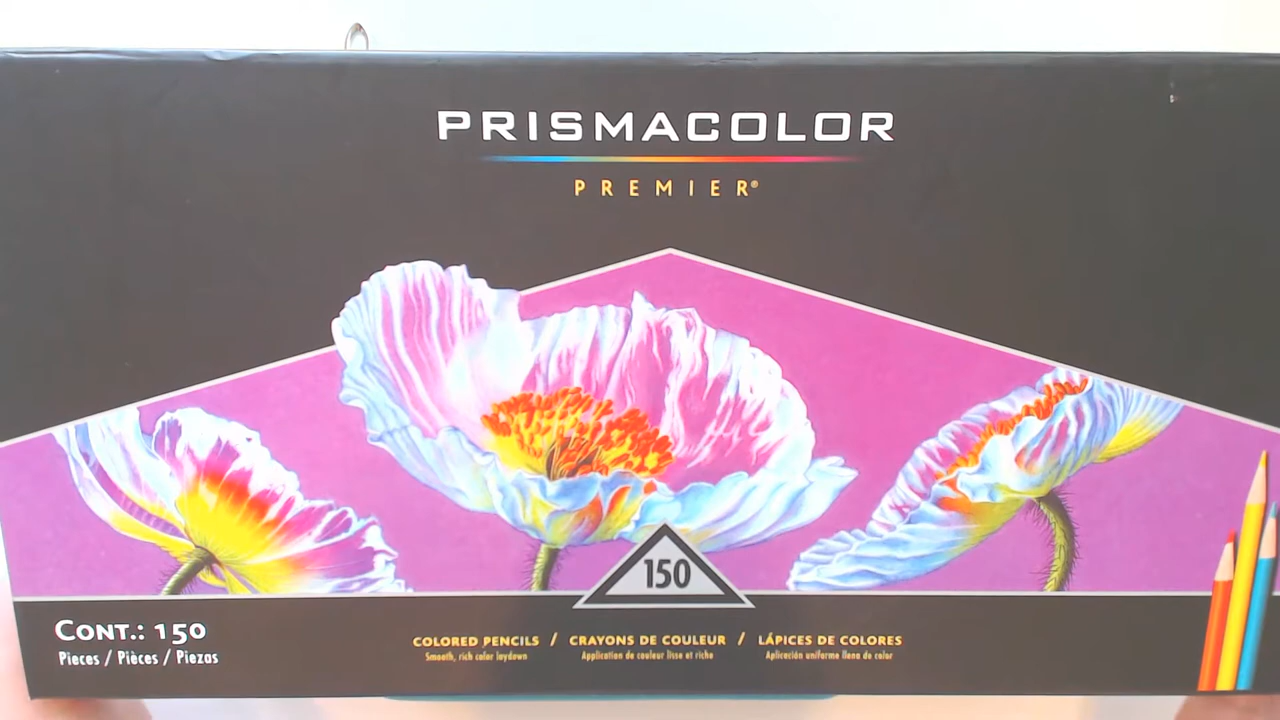 PRISMACOLOR
PREMIER®
150
CONT.: 150
Pieces / Pièces / Piezas
COLORED PENCILS / CRAYONS DE COULEUR / LÁPICES DE COLORES
Smooth, rich color laydown Application de couleur lisse et riche Aplicación uniforme llena de color